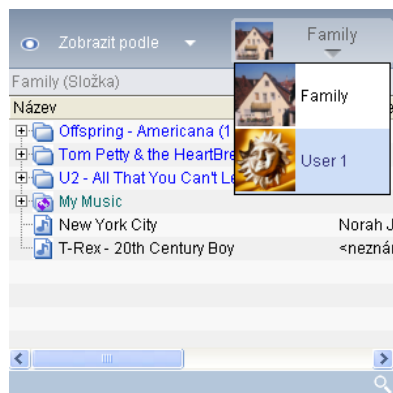 Zobrazit podle
Family
Family (Složka)
Family
Název
Offspring - Americana (1
Tom Petty & the HeartBre
User 1
U2 - All That You Can't Le
My Music
New York City Norah J
T-Rex - 20th Century Boy <nezná